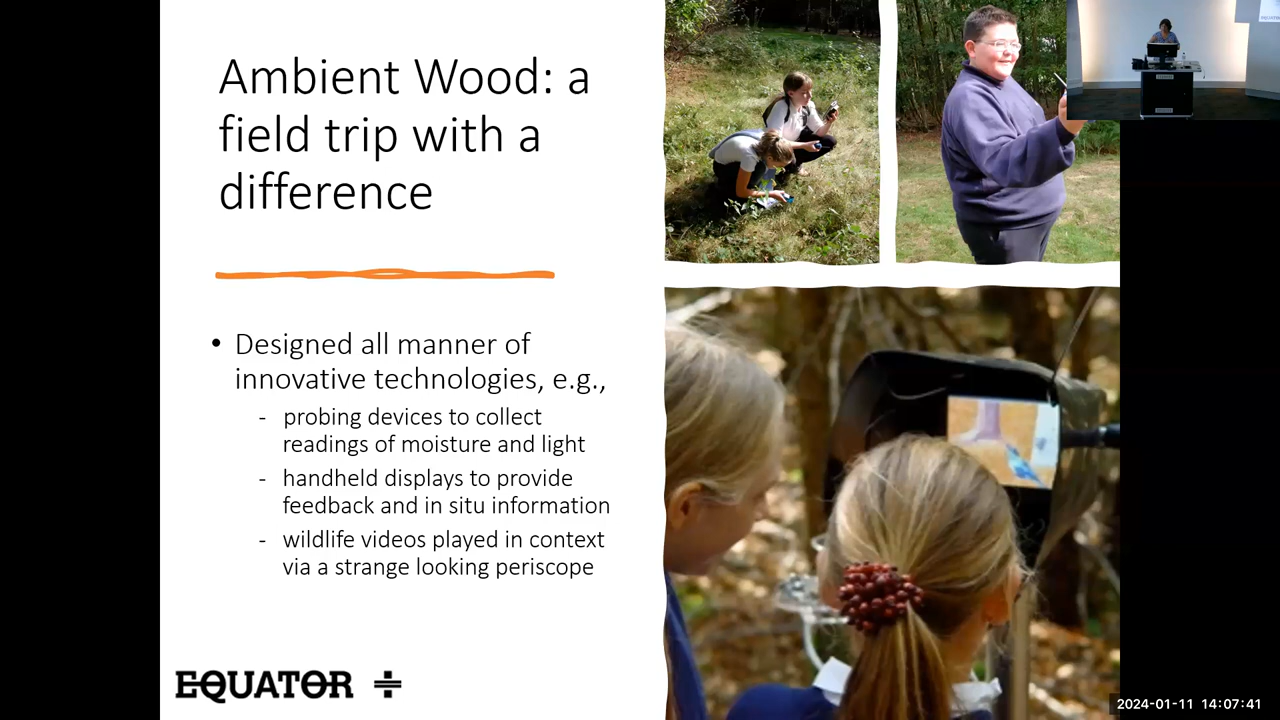 Ambient Wood: a
field trip with a
difference
• Designed all manner of
innovative technologies, e.g.,
- probing devices to collect
readings of moisture and light
- handheld displays to provide
feedback and in situ information
- wildlife videos played in context
via a strange looking periscope
EQUATOR
2024-01-11 14:07:41